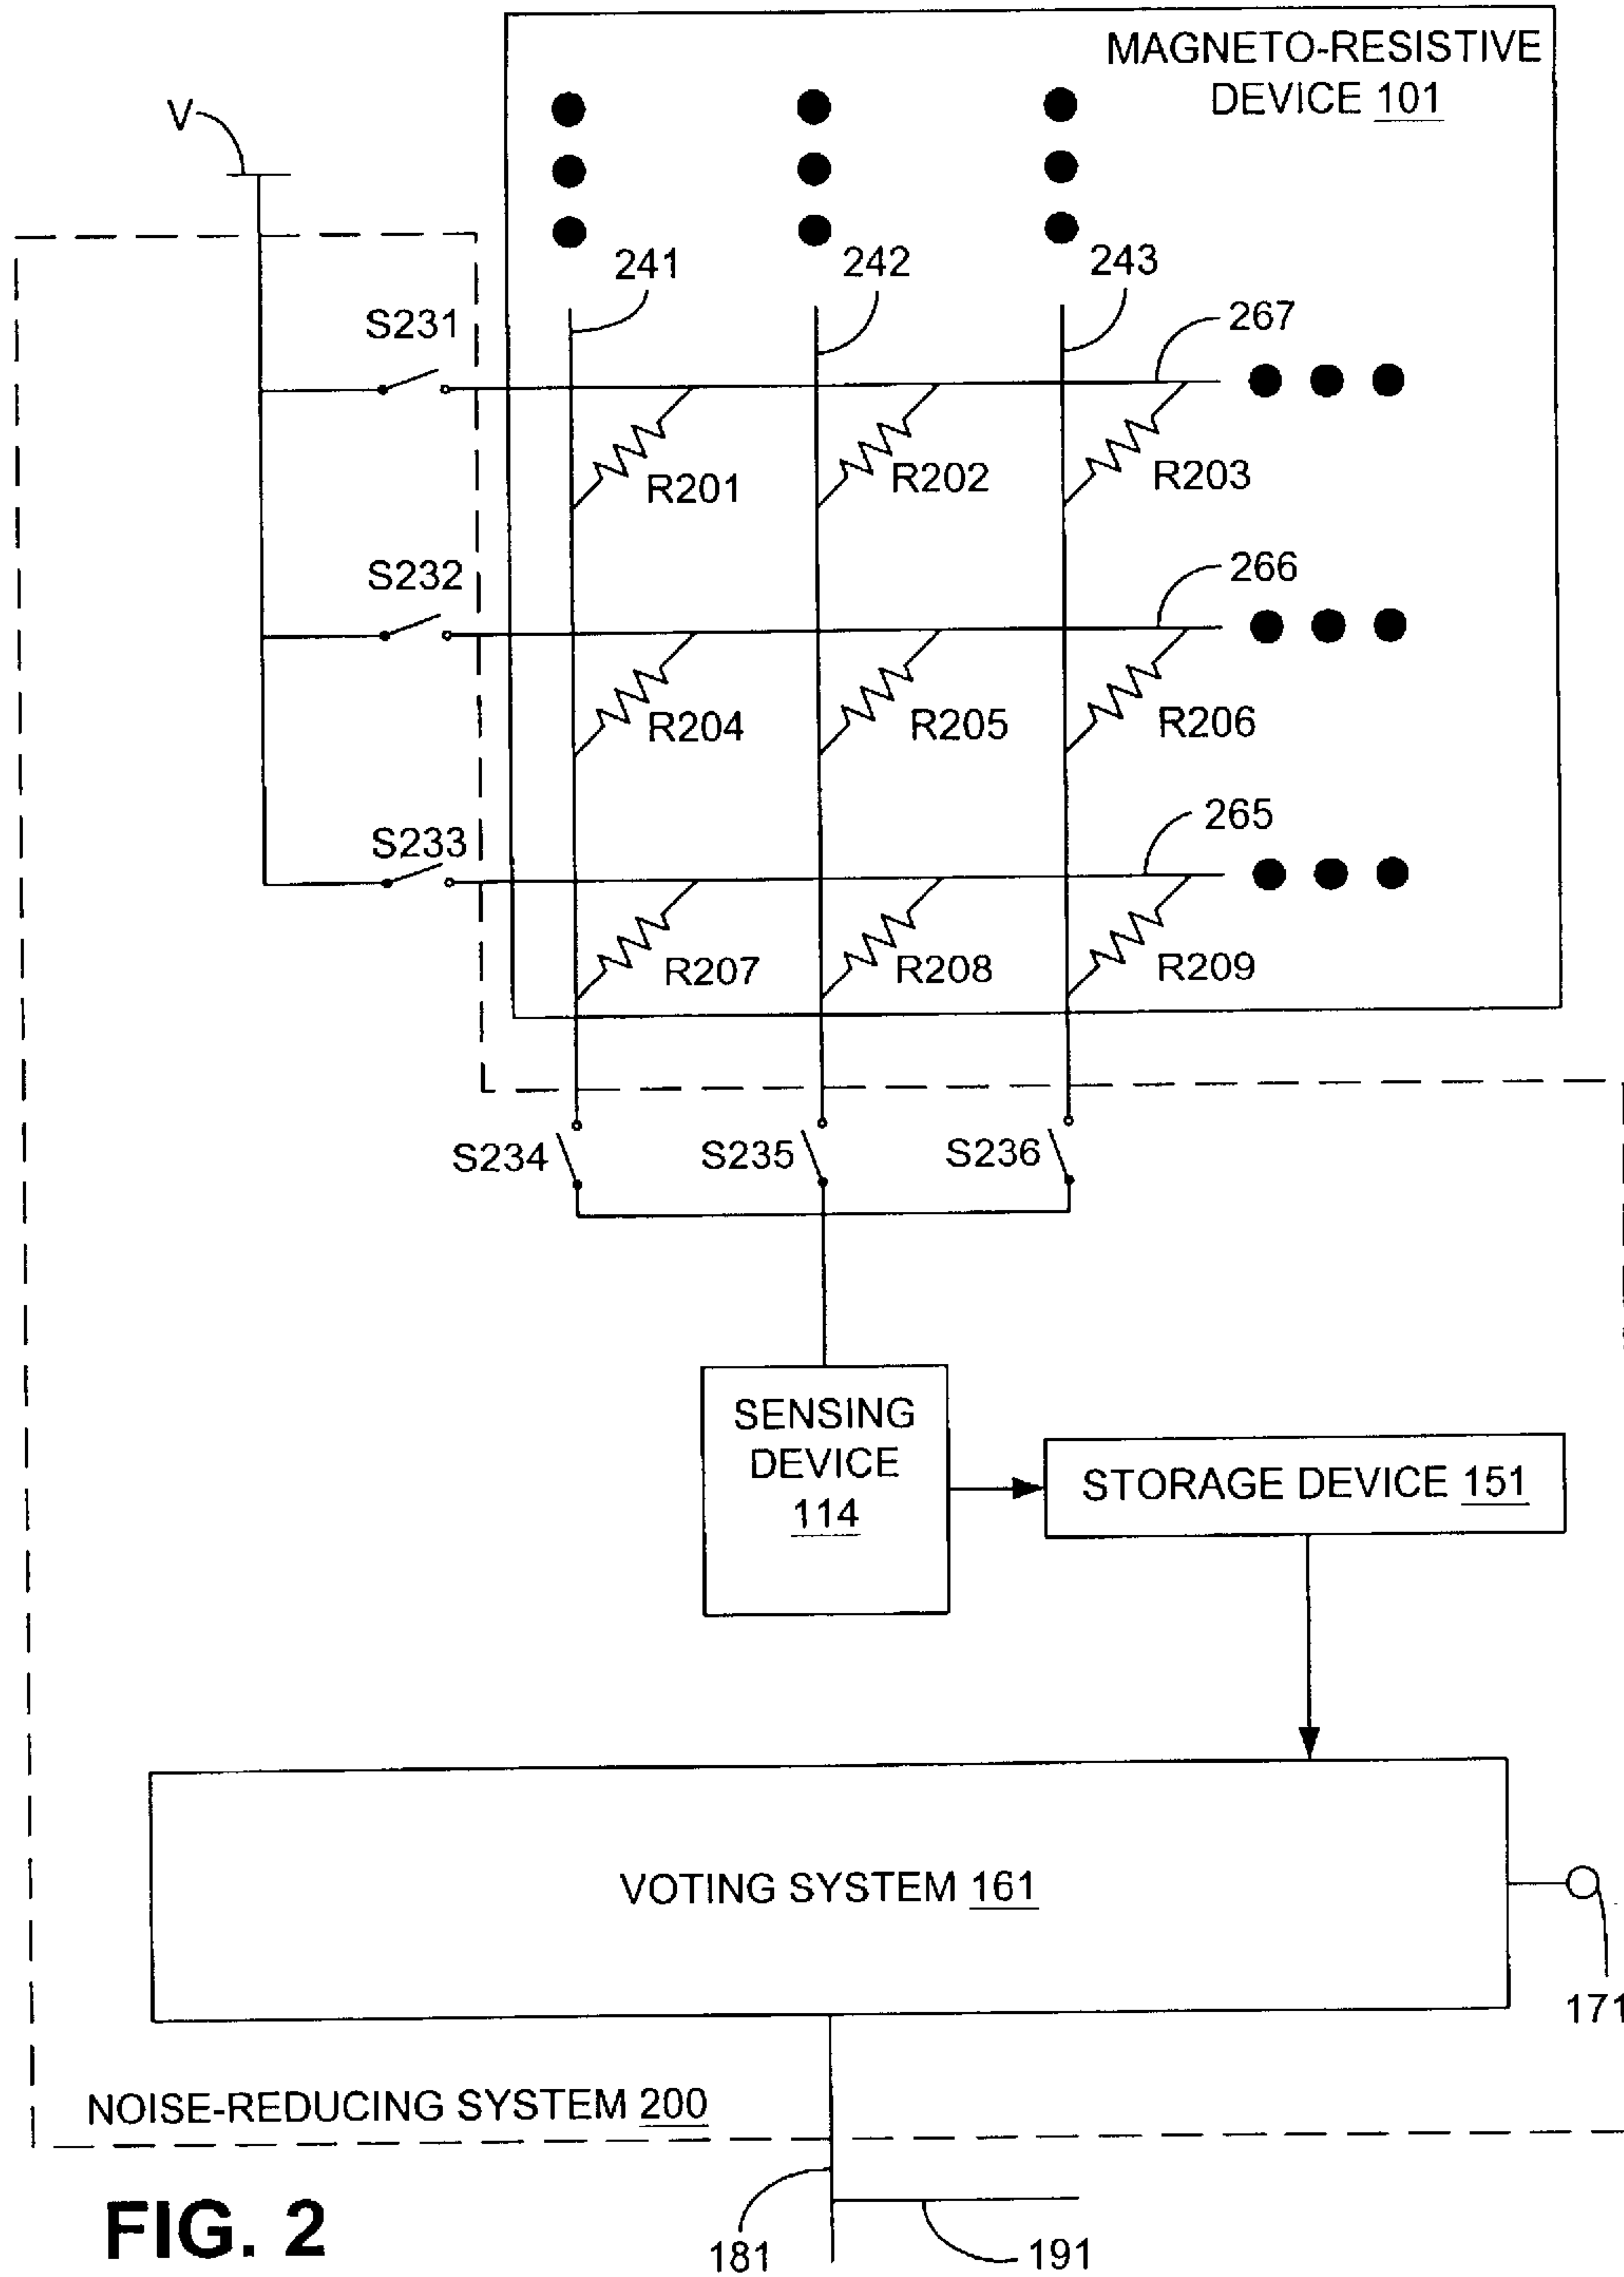 MAGNETO-RESISTIVE
DEVICE 101
V
241
242
243
S231
267
R201
R202
R203
S232
266
R204
R205
R206
S233
265
R207
R208
R209
S234
S235
S236
SENSING
DEVICE
114
STORAGE DEVICE 151
VOTING SYSTEM 161
171
NOISE-REDUCING SYSTEM 200
FIG. 2
181
191